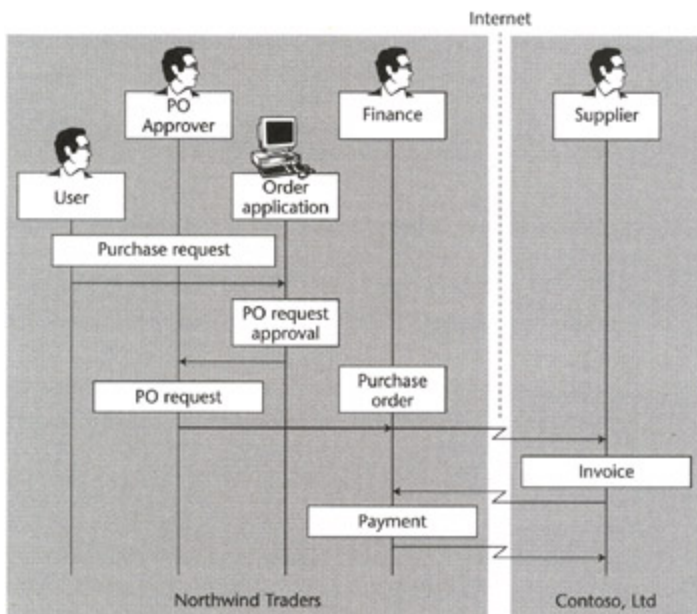 Internet
PO
Approver
Finance
Supplier
User
Order
application
Purchase request
PO request
approval
PO request
Purchase
order
Invoice
Payment
Northwind Traders
Contoso, Ltd